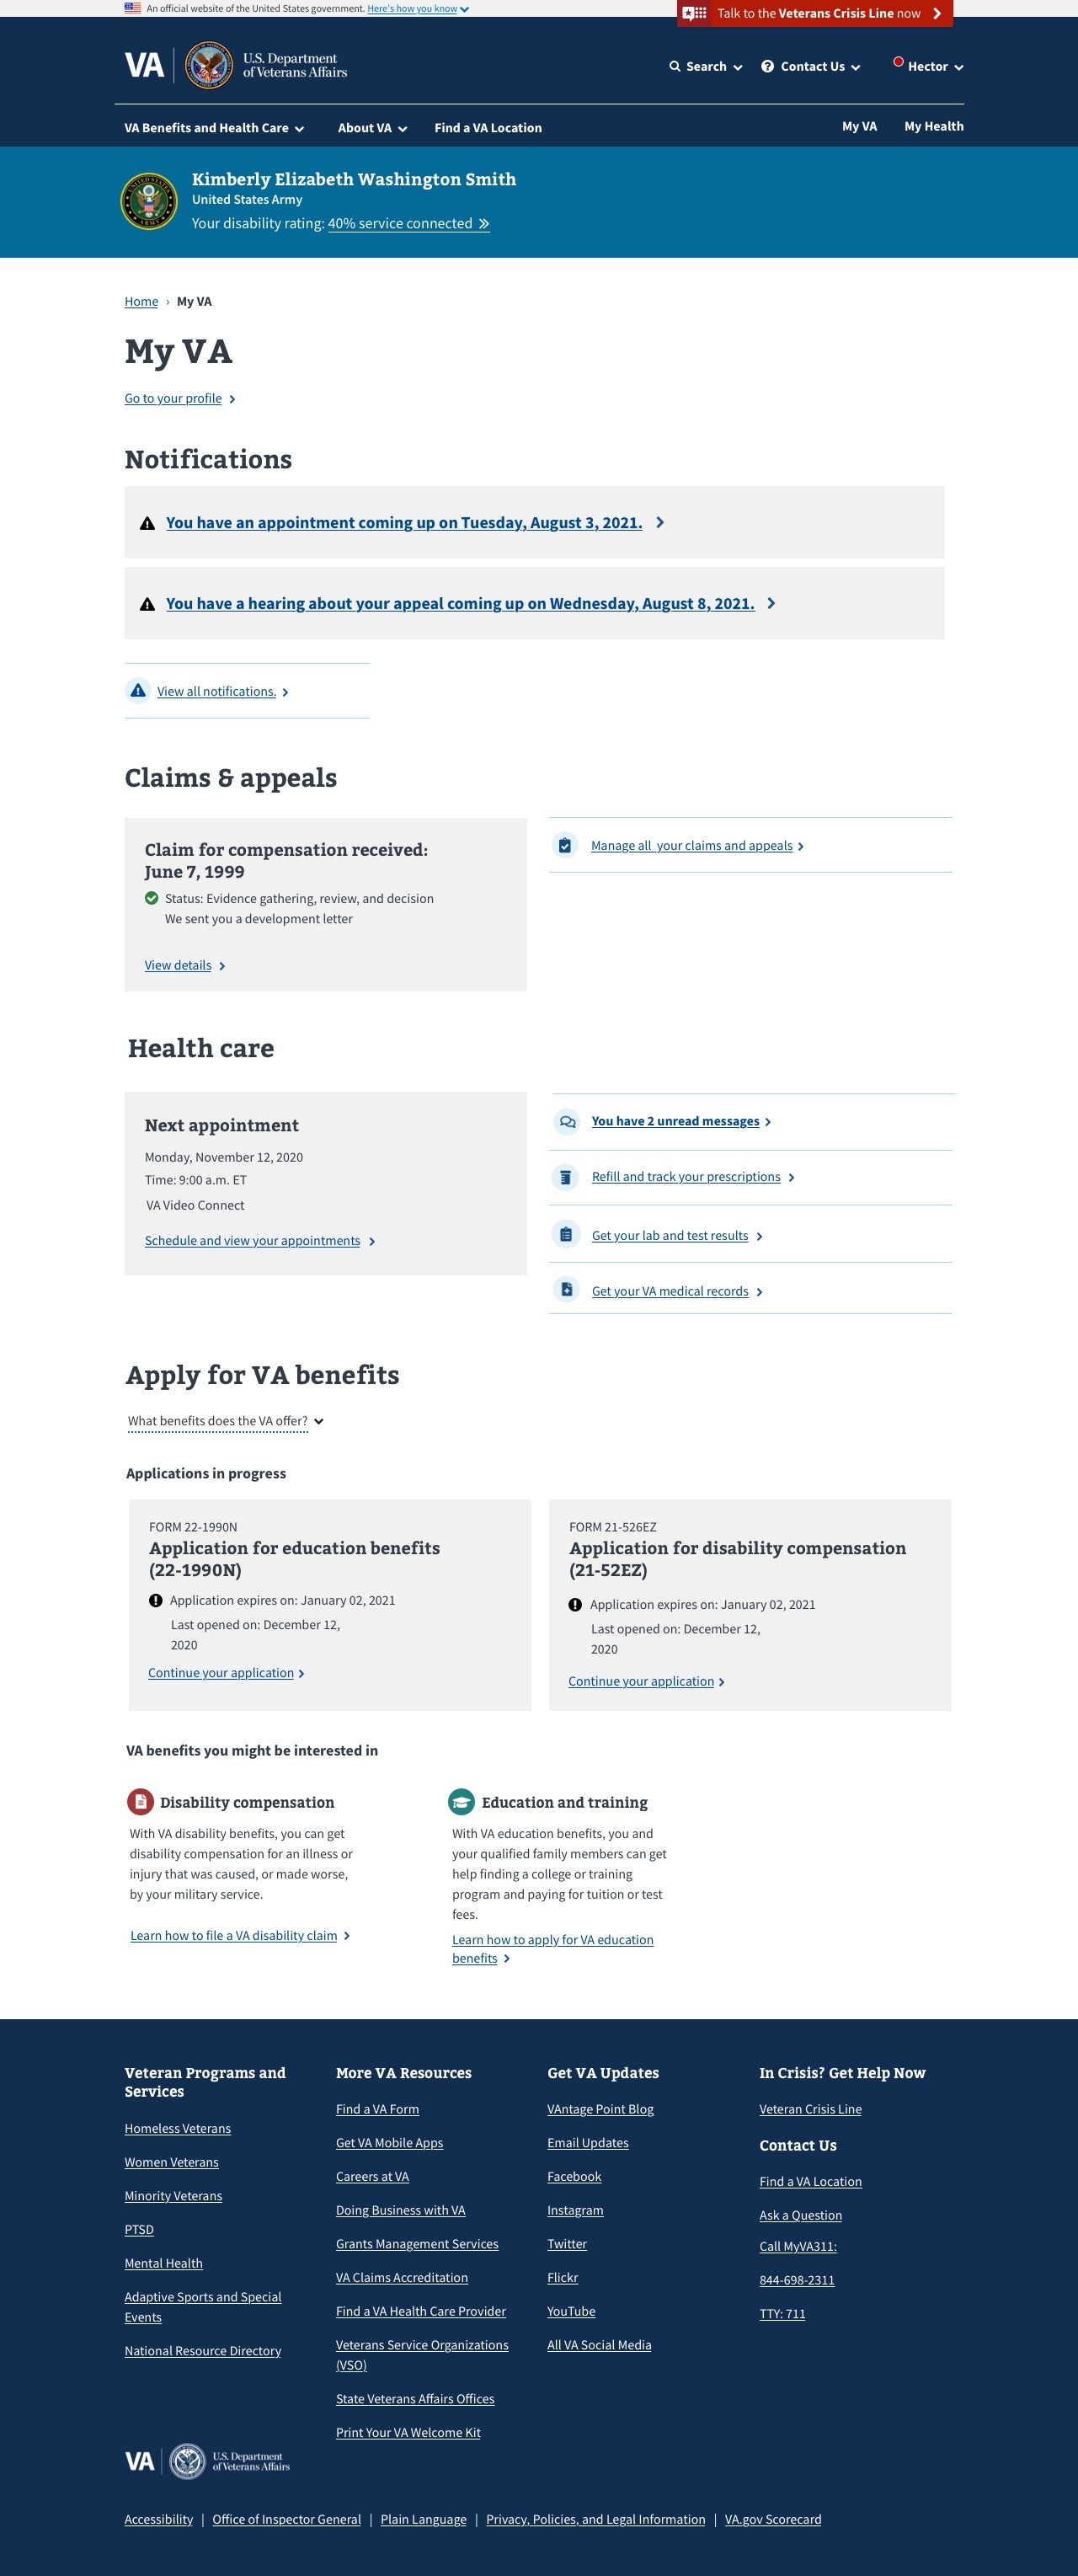 An official website of the United States government. Here's how you know
Talk to the Veterans Crisis Line now
VA
U.S. Department
of Veterans Affairs
Search
Contact Us
Hector
VA Benefits and Health Care
About VA
Find a VA Location
My VA
My Health
Kimberly Elizabeth Washington Smith
United States Army
Your disability rating: 40% service connected
Home › My VA
My VA
Go to your profile
Notifications
You have an appointment coming up on Tuesday, August 3, 2021.
You have a hearing about your appeal coming up on Wednesday, August 8, 2021.
View all notifications.
Claims & appeals
Claim for compensation received:
June 7, 1999
Status: Evidence gathering, review, and decision
We sent you a development letter
View details
Manage all  your claims and appeals
Health care
Next appointment
Monday, November 12, 2020
Time: 9:00 a.m. ET
VA Video Connect
Schedule and view your appointments
You have 2 unread messages
Refill and track your prescriptions
Get your lab and test results
Get your VA medical records
Apply for VA benefits
What benefits does the VA offer?
Applications in progress
FORM 22-1990N
Application for education benefits
(22-1990N)
Application expires on: January 02, 2021
Last opened on: December 12,
2020
Continue your application
FORM 21-526EZ
Application for disability compensation
(21-52EZ)
Application expires on: January 02, 2021
Last opened on: December 12,
2020
Continue your application
VA benefits you might be interested in
Disability compensation
With VA disability benefits, you can get
disability compensation for an illness or
injury that was caused, or made worse,
by your military service.
Learn how to file a VA disability claim
Education and training
With VA education benefits, you and
your qualified family members can get
help finding a college or training
program and paying for tuition or test
fees.
Learn how to apply for VA education
benefits
Veteran Programs and
Services
Homeless Veterans
Women Veterans
Minority Veterans
PTSD
Mental Health
Adaptive Sports and Special
Events
National Resource Directory
More VA Resources
Find a VA Form
Get VA Mobile Apps
Careers at VA
Doing Business with VA
Grants Management Services
VA Claims Accreditation
Find a VA Health Care Provider
Veterans Service Organizations
(VSO)
State Veterans Affairs Offices
Print Your VA Welcome Kit
Get VA Updates
VAntage Point Blog
Email Updates
Facebook
Instagram
Twitter
Flickr
YouTube
All VA Social Media
In Crisis? Get Help Now
Veteran Crisis Line
Contact Us
Find a VA Location
Ask a Question
Call MyVA311:
844-698-2311
TTY: 711
VA
U.S. Department
of Veterans Affairs
Accessibility | Office of Inspector General | Plain Language | Privacy, Policies, and Legal Information | VA.gov Scorecard